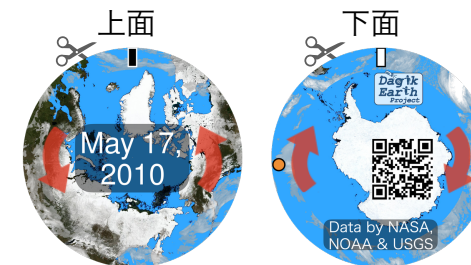 上面
下面
May 17,
2010
Dagik
Earth
Project
Data by NASA,
NOAA & USGS